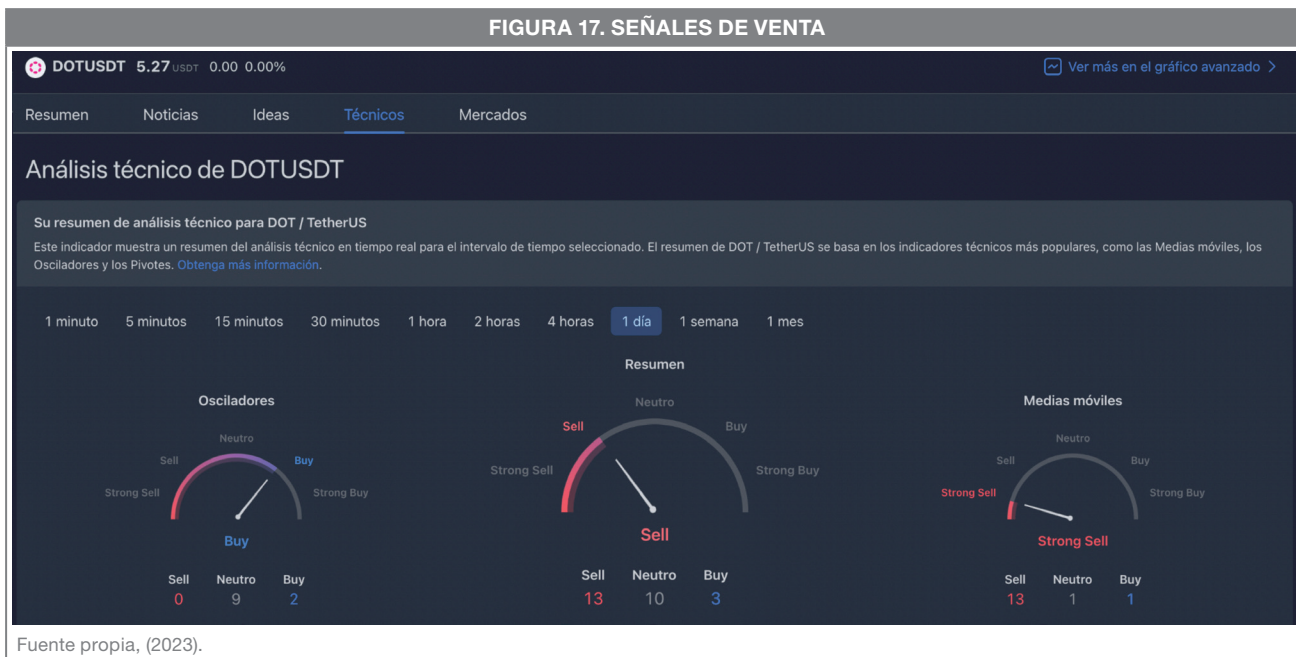 FIGURA 17. SEÑALES DE VENTA
DOTUSDT 5.27 USDT 0.00 0.00%
Ver más en el gráfico avanzado
Resumen Noticias Ideas Técnicos Mercados
Análisis técnico de DOTUSDT
Su resumen de análisis técnico para DOT / TetherUS
Este indicador muestra un resumen del análisis técnico en tiempo real para el intervalo de tiempo seleccionado. El resumen de DOT / TetherUS se basa en los indicadores técnicos más populares, como las Medias móviles, los
Osciladores y los Pivotes. Obtenga más información.
1 minuto 5 minutos 15 minutos 30 minutos 1 hora 2 horas 4 horas 1 día 1 semana 1 mes
Osciladores
Neutro
Sell Buy
Strong Sell Strong Buy
Buy
Sell Neutro Buy
0 9 2
Resumen
Neutro
Sell Buy
Strong Sell Strong Buy
Sell
Sell Neutro Buy
13 10 3
Medias móviles
Neutro
Sell Buy
Strong Sell Strong Buy
Strong Sell
Sell Neutro Buy
13 1 1
Fuente propia, (2023).